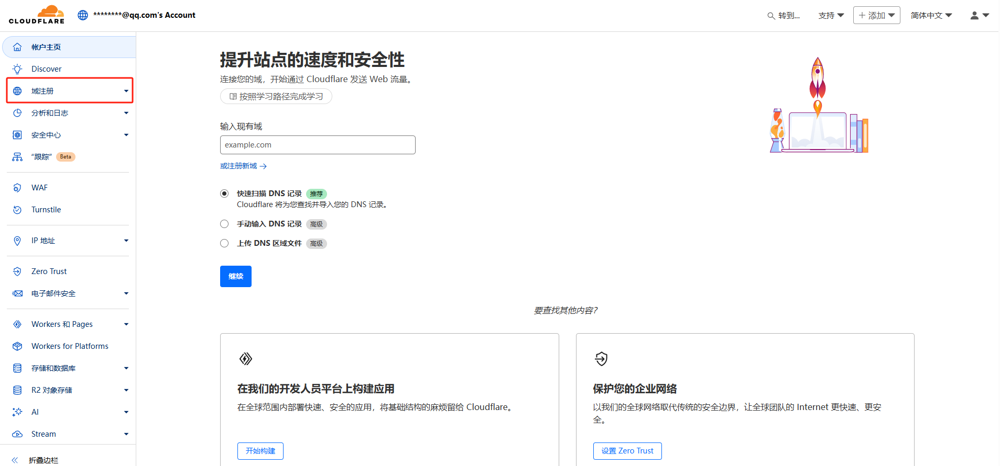 CLOUDFLARE
********@qq.com's Account
转到...
支持
添加
简体中文
帐户主页
Discover
域注册
分析和日志
安全中心
“跟踪” Beta
WAF
Turnstile
IP 地址
Zero Trust
电子邮件安全
Workers 和 Pages
Workers for Platforms
存储和数据库
R2 对象存储
AI
Stream
折叠边栏
提升站点的速度和安全性
连接您的域，开始通过 Cloudflare 发送 Web 流量。
按照学习路径完成学习
输入现有域
example.com
或注册新域
快速扫描 DNS 记录 推荐
Cloudflare 将为您查找并导入您的 DNS 记录。
手动输入 DNS 记录 高级
上传 DNS 区域文件 高级
继续
要查找其他内容？
在我们的开发人员平台上构建应用
在全球范围内部署快速、安全的应用，将基础结构的麻烦留给 Cloudflare。
开始构建
保护您的企业网络
以我们的全球网络取代传统的安全边界，让全球团队的 Internet 更快速、更安
全。
设置 Zero Trust